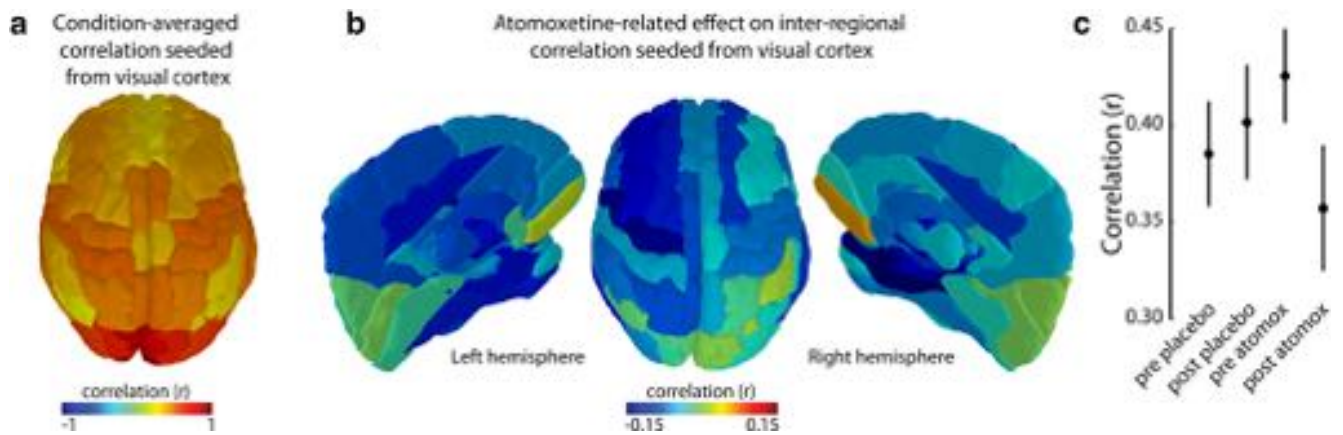 a
Condition-averaged
correlation seeded
from visual cortex
correlation (r)
-1 1
b
Atomoxetine-related effect on inter-regional
correlation seeded from visual cortex
Left hemisphere
Right hemisphere
correlation (r)
-0.15 0.15
c
Correlation (r)
0.45
0.40
0.35
0.30
pre placebo
post placebo
pre atomox
post atomox